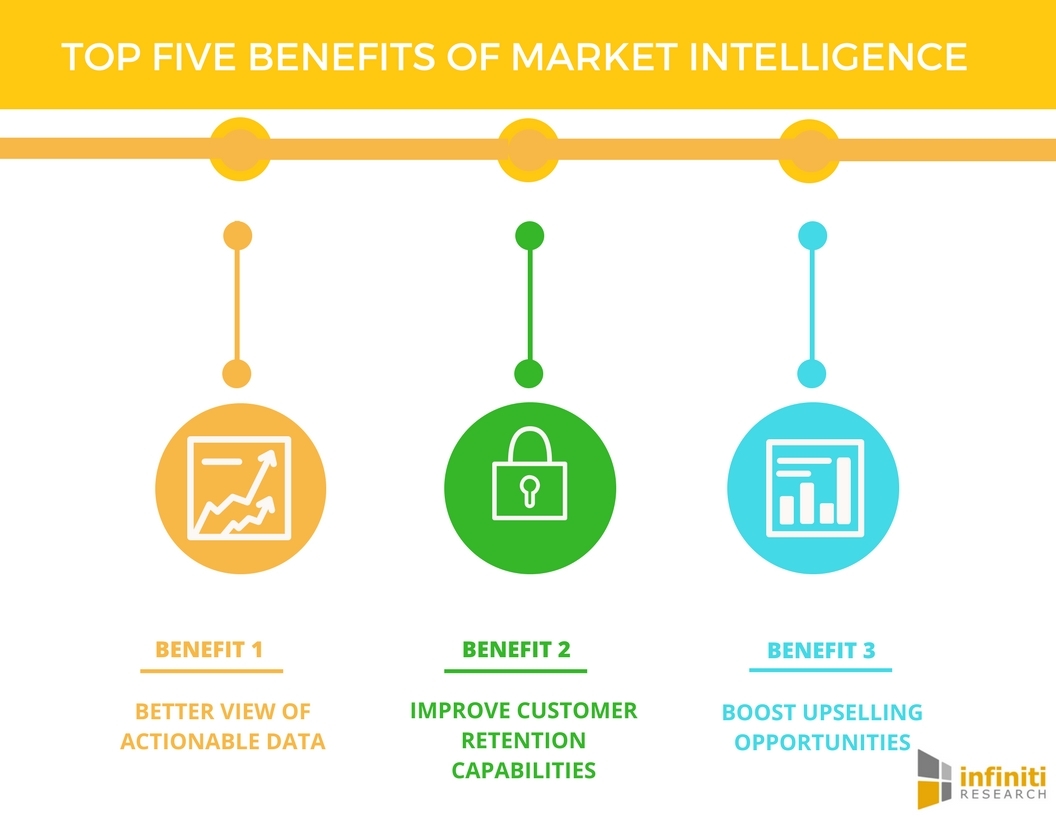 TOP FIVE BENEFITS OF MARKET INTELLIGENCE
BENEFIT 1
BETTER VIEW OF
ACTIONABLE DATA
BENEFIT 2
IMPROVE CUSTOMER
RETENTION
CAPABILITIES
BENEFIT 3
BOOST UPSELLING
OPPORTUNITIES
infiniti
RESEARCH